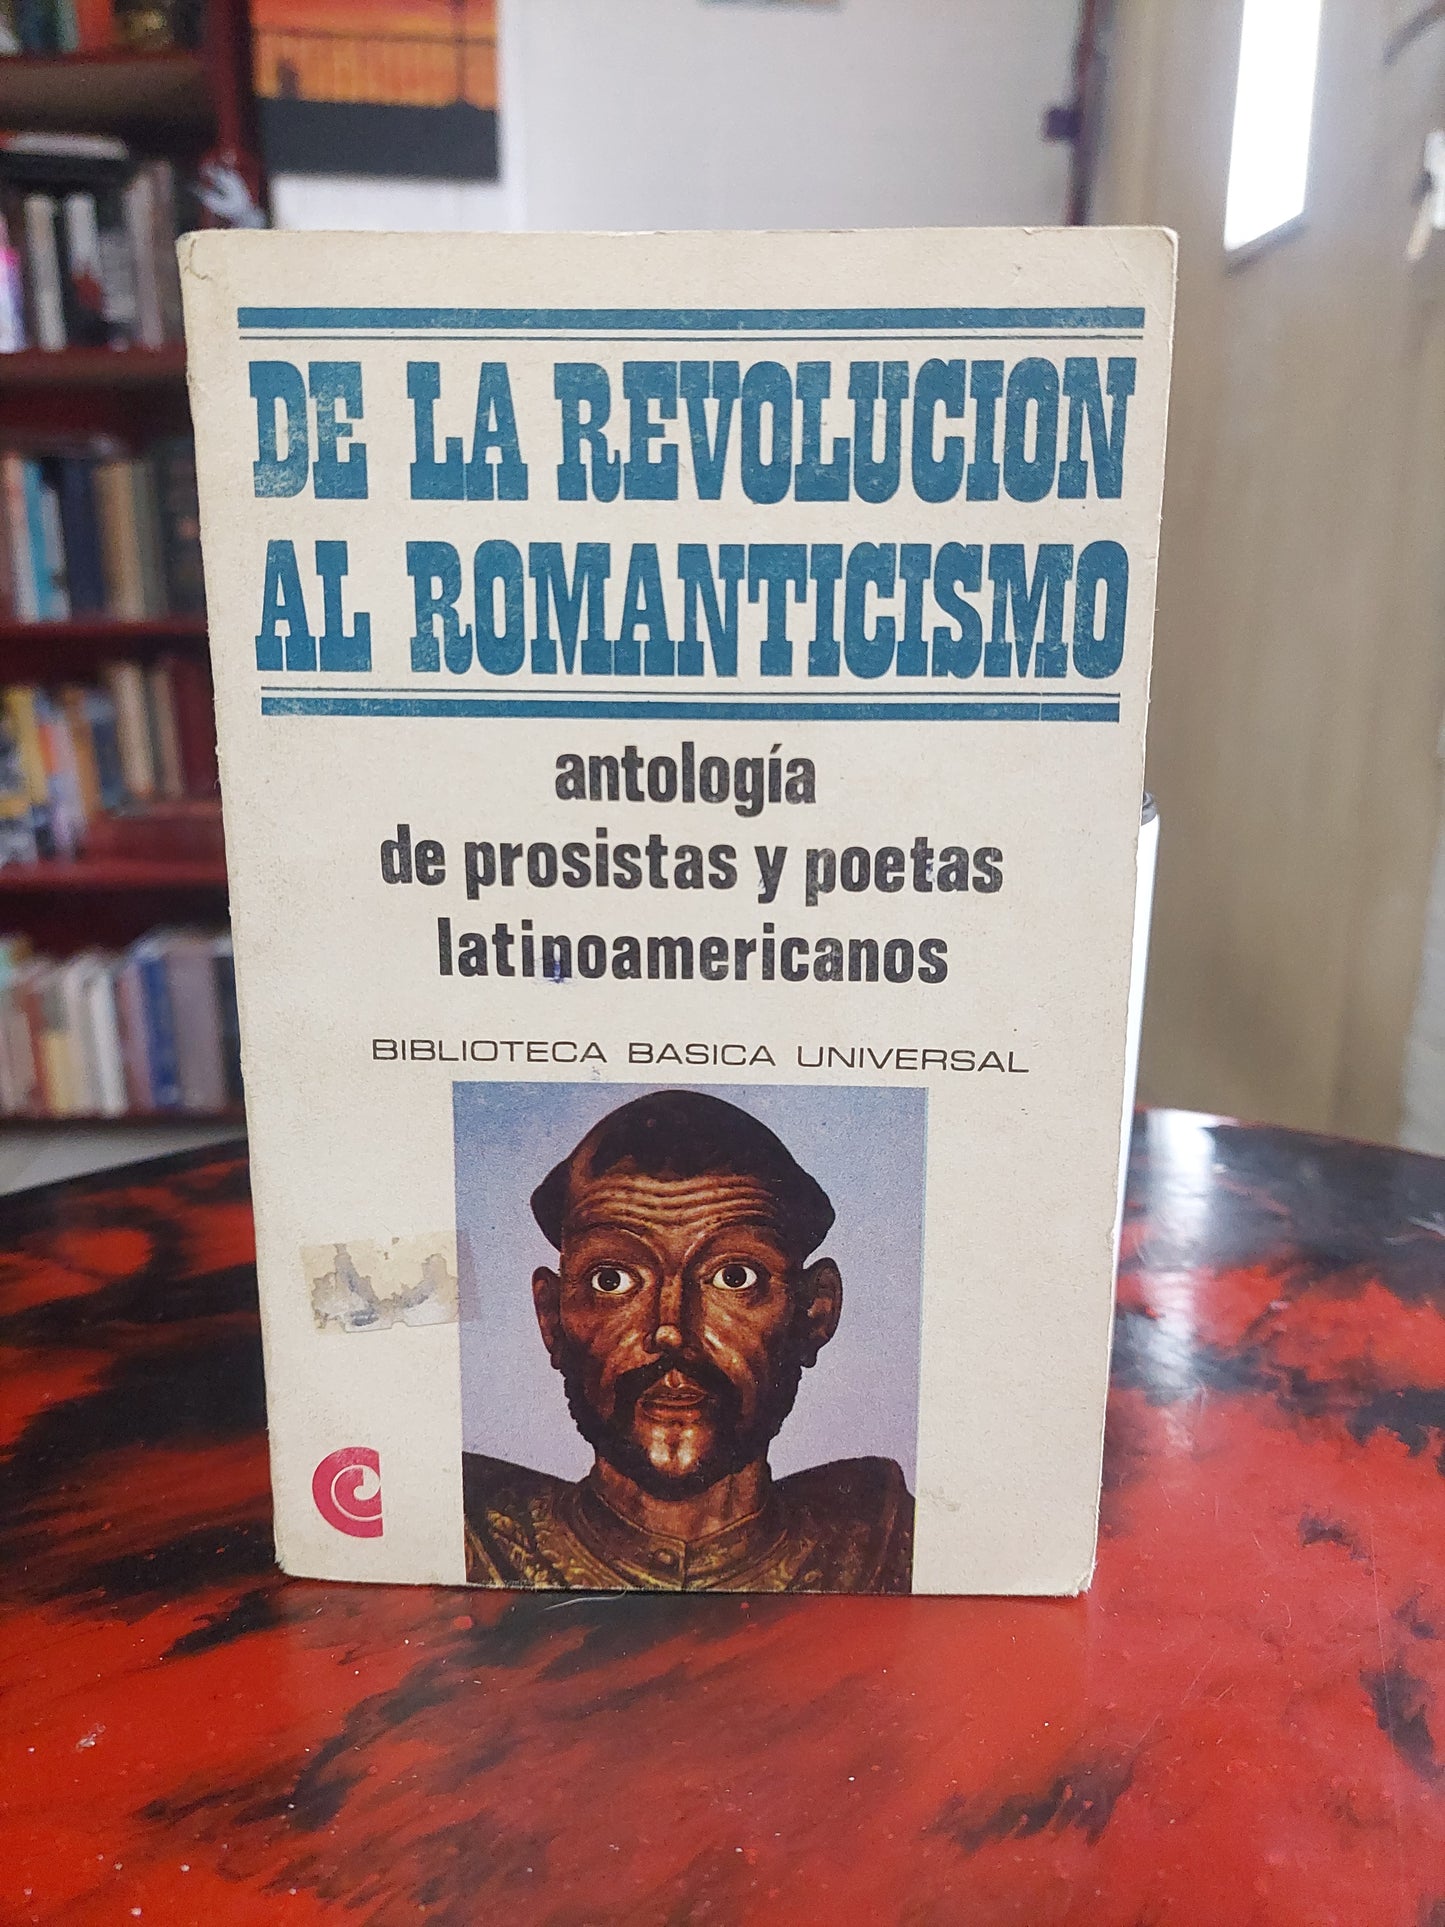 DE LA REVOLUCION
AL ROMANTICISMO
antología
de prosistas y poetas
latinoamericanos
BIBLIOTECA BASICA UNIVERSAL